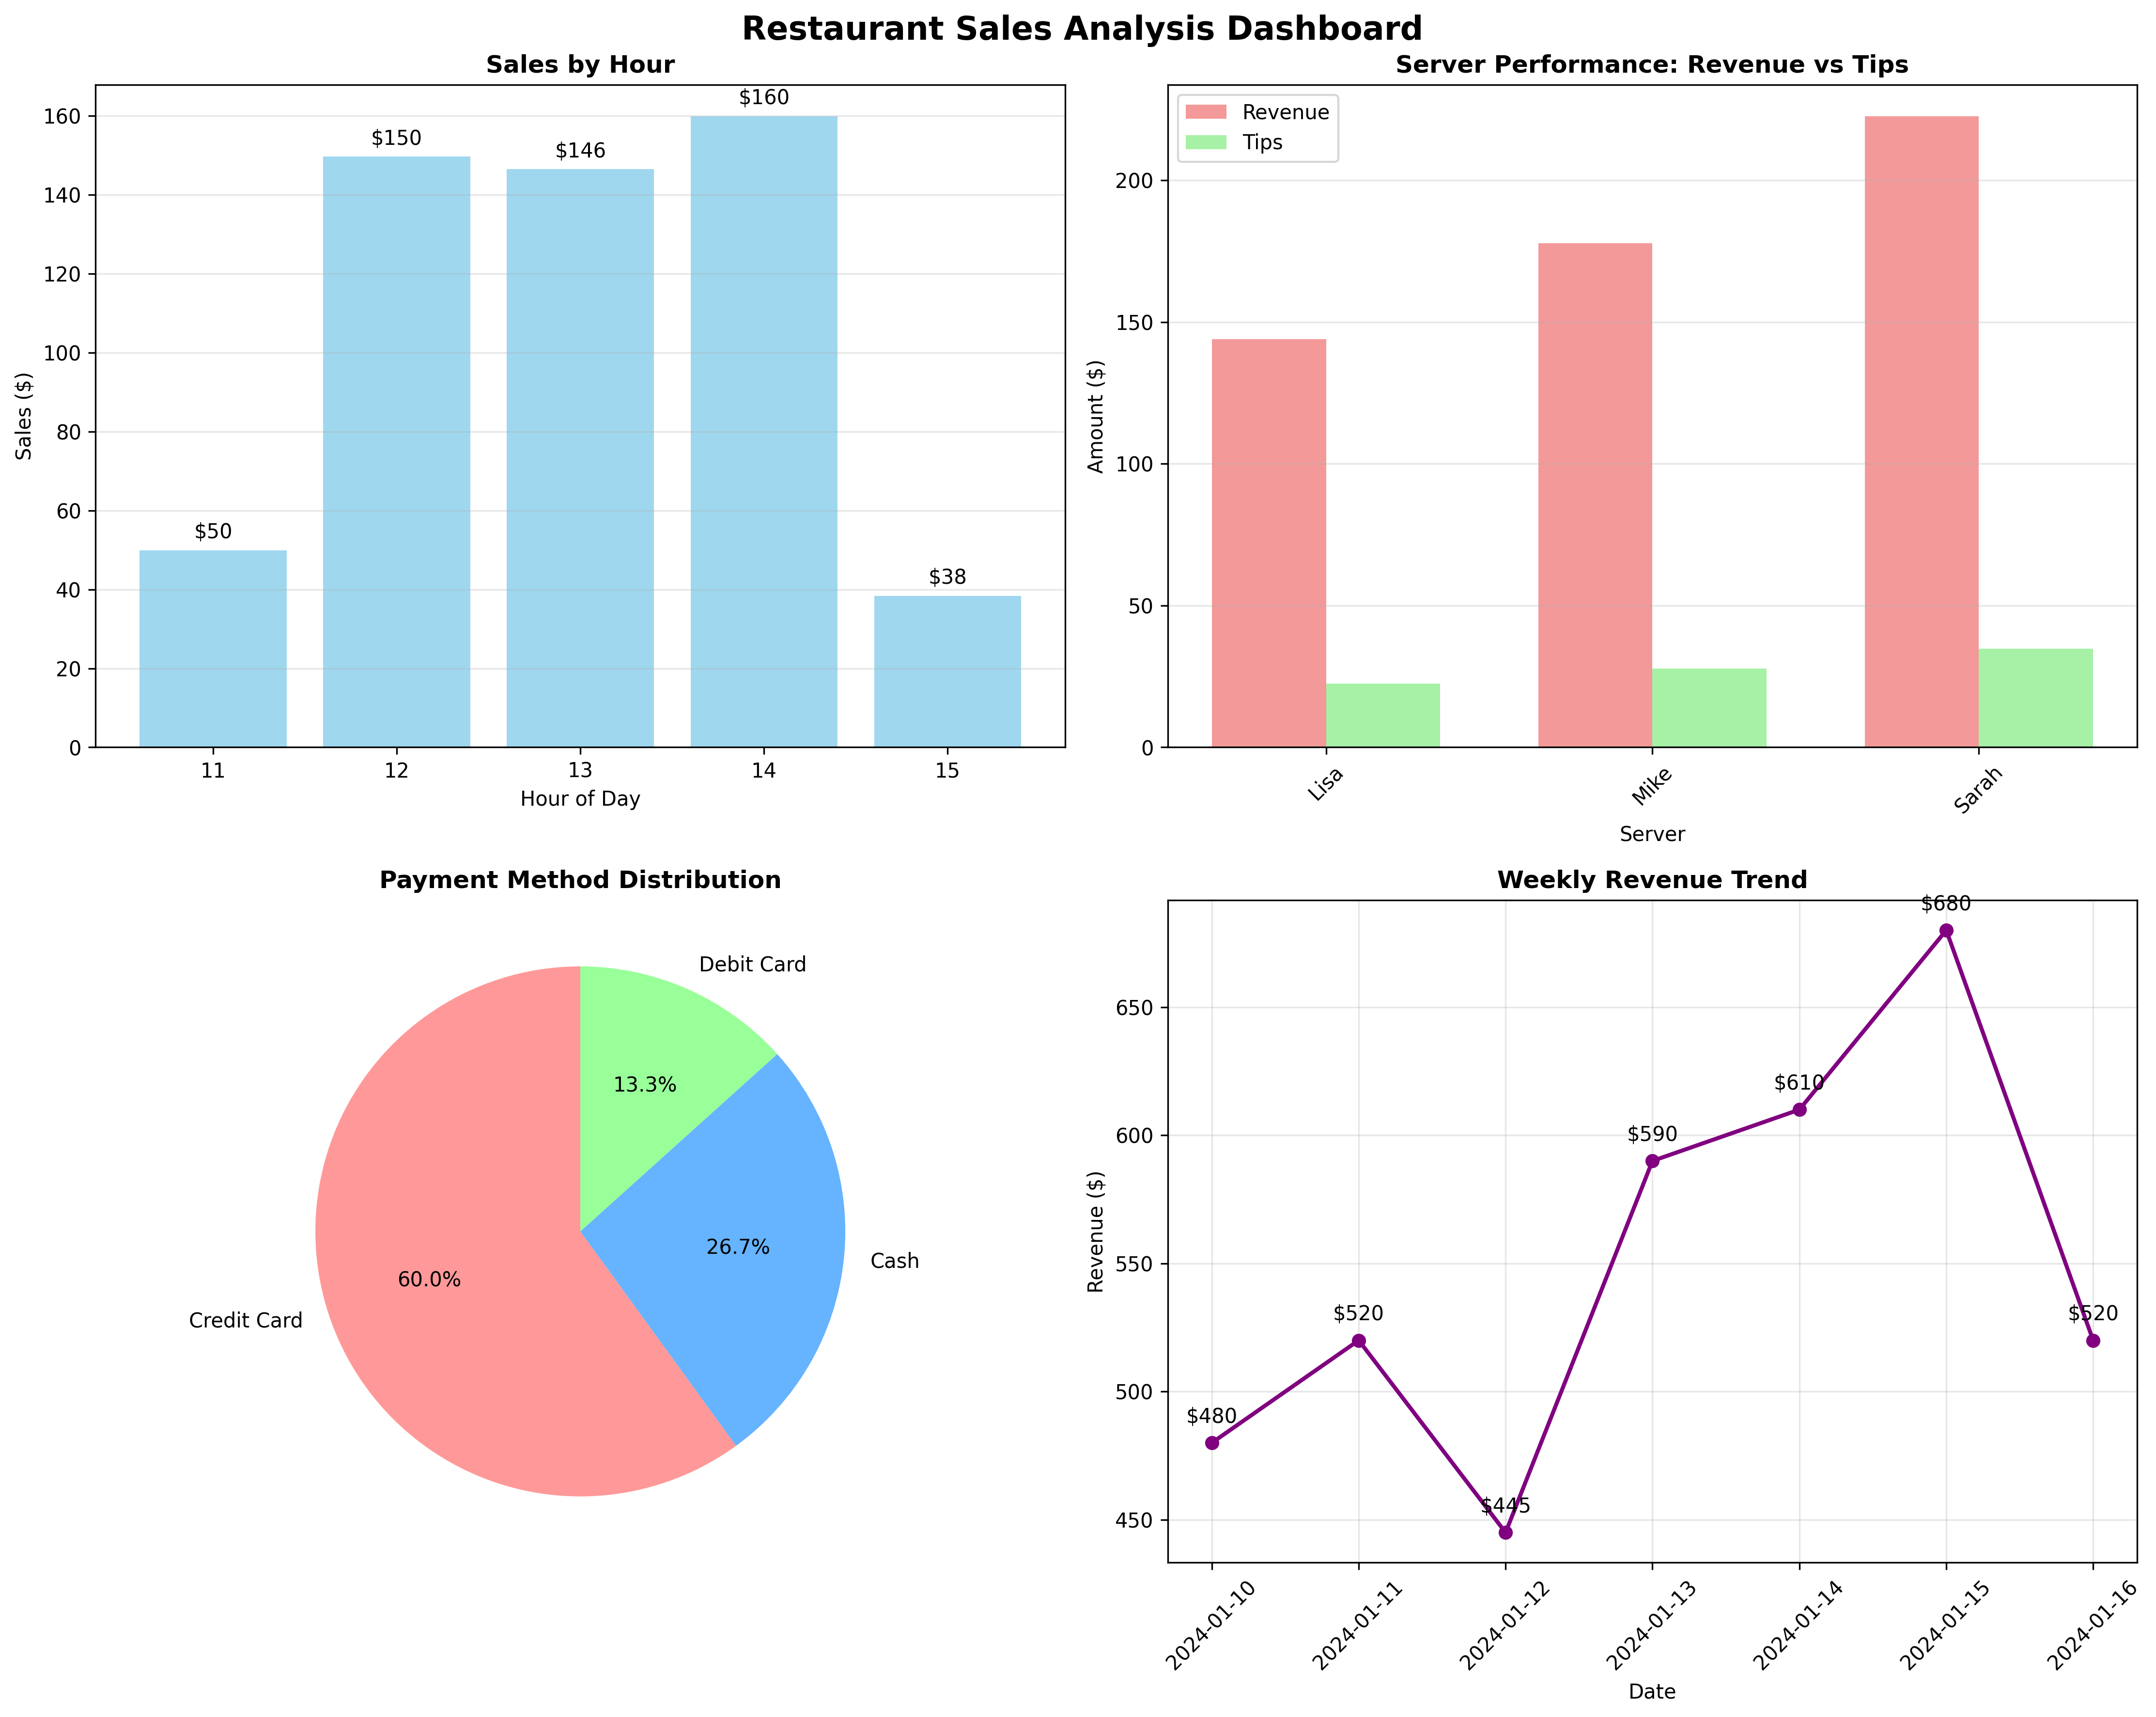 Restaurant Sales Analysis Dashboard
Sales by Hour
Sales ($)
160
140
120
100
80
60
40
20
0
$50
$150
$146
$160
$38
11
12
13
14
15
Hour of Day
Server Performance: Revenue vs Tips
Revenue
Tips
Amount ($)
200
150
100
50
0
Lisa
Mike
Sarah
Server
Payment Method Distribution
Debit Card
13.3%
26.7%
Cash
60.0%
Credit Card
Weekly Revenue Trend
Revenue ($)
650
600
550
500
450
$480
$520
$445
$590
$610
$680
$520
2024-01-10
2024-01-11
2024-01-12
2024-01-13
2024-01-14
2024-01-15
2024-01-16
Date